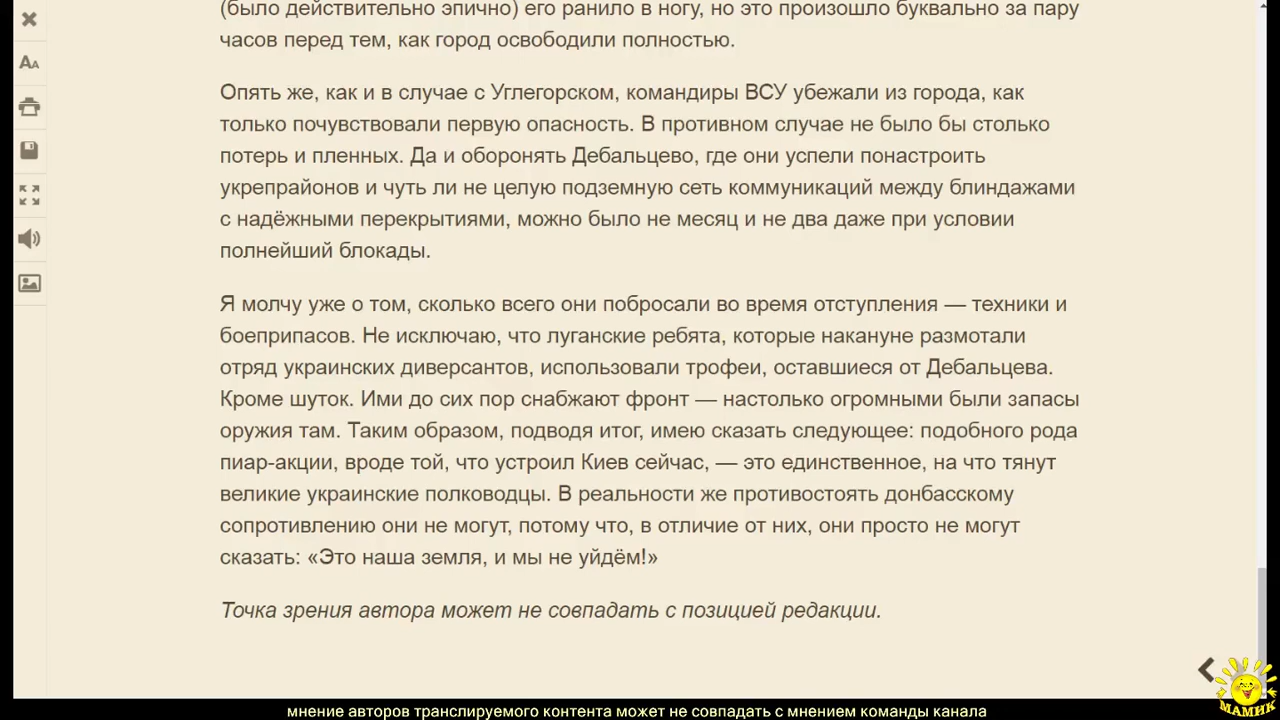 (было действительно эпично) его ранило в ногу, но это произошло буквально за пару
часов перед тем, как город освободили полностью.
Опять же, как и в случае с Углегорском, командиры ВСУ убежали из города, как
только почувствовали первую опасность. В противном случае не было бы столько
потерь и пленных. Да и оборонять Дебальцево, где они успели понастроить
укрепрайонов и чуть ли не целую подземную сеть коммуникаций между блиндажами
с надёжными перекрытиями, можно было не месяц и не два даже при условии
полнейший блокады.
Я молчу уже о том, сколько всего они побросали во время отступления — техники и
боеприпасов. Не исключаю, что луганские ребята, которые накануне размотали
отряд украинских диверсантов, использовали трофеи, оставшиеся от Дебальцева.
Кроме шуток. Ими до сих пор снабжают фронт — настолько огромными были запасы
оружия там. Таким образом, подводя итог, имею сказать следующее: подобного рода
пиар-акции, вроде той, что устроил Киев сейчас, — это единственное, на что тянут
великие украинские полководцы. В реальности же противостоять донбасскому
сопротивлению они не могут, потому что, в отличие от них, они просто не могут
сказать: «Это наша земля, и мы не уйдём!»
Точка зрения автора может не совпадать с позицией редакции.
МАМИК
мнение авторов транслируемого контента может не совпадать с мнением команды канала